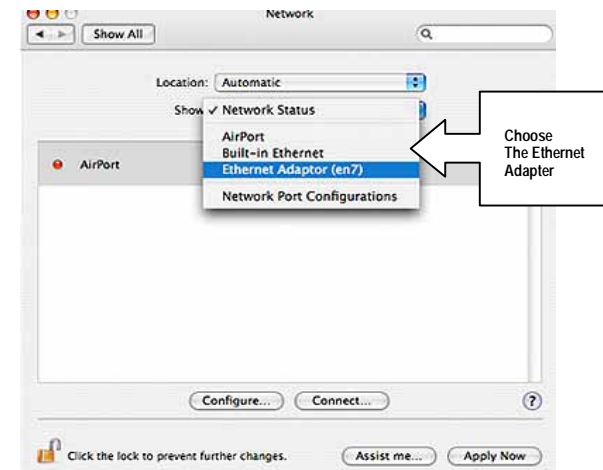 Network
Show All
Location: Automatic
Show ✓ Network Status
AirPort
Built-in Ethernet
Ethernet Adaptor (en7)
Network Port Configurations
AirPort
Choose
The Ethernet
Adapter
Configure... Connect... ?
Click the lock to prevent further changes. Assist me... Apply Now